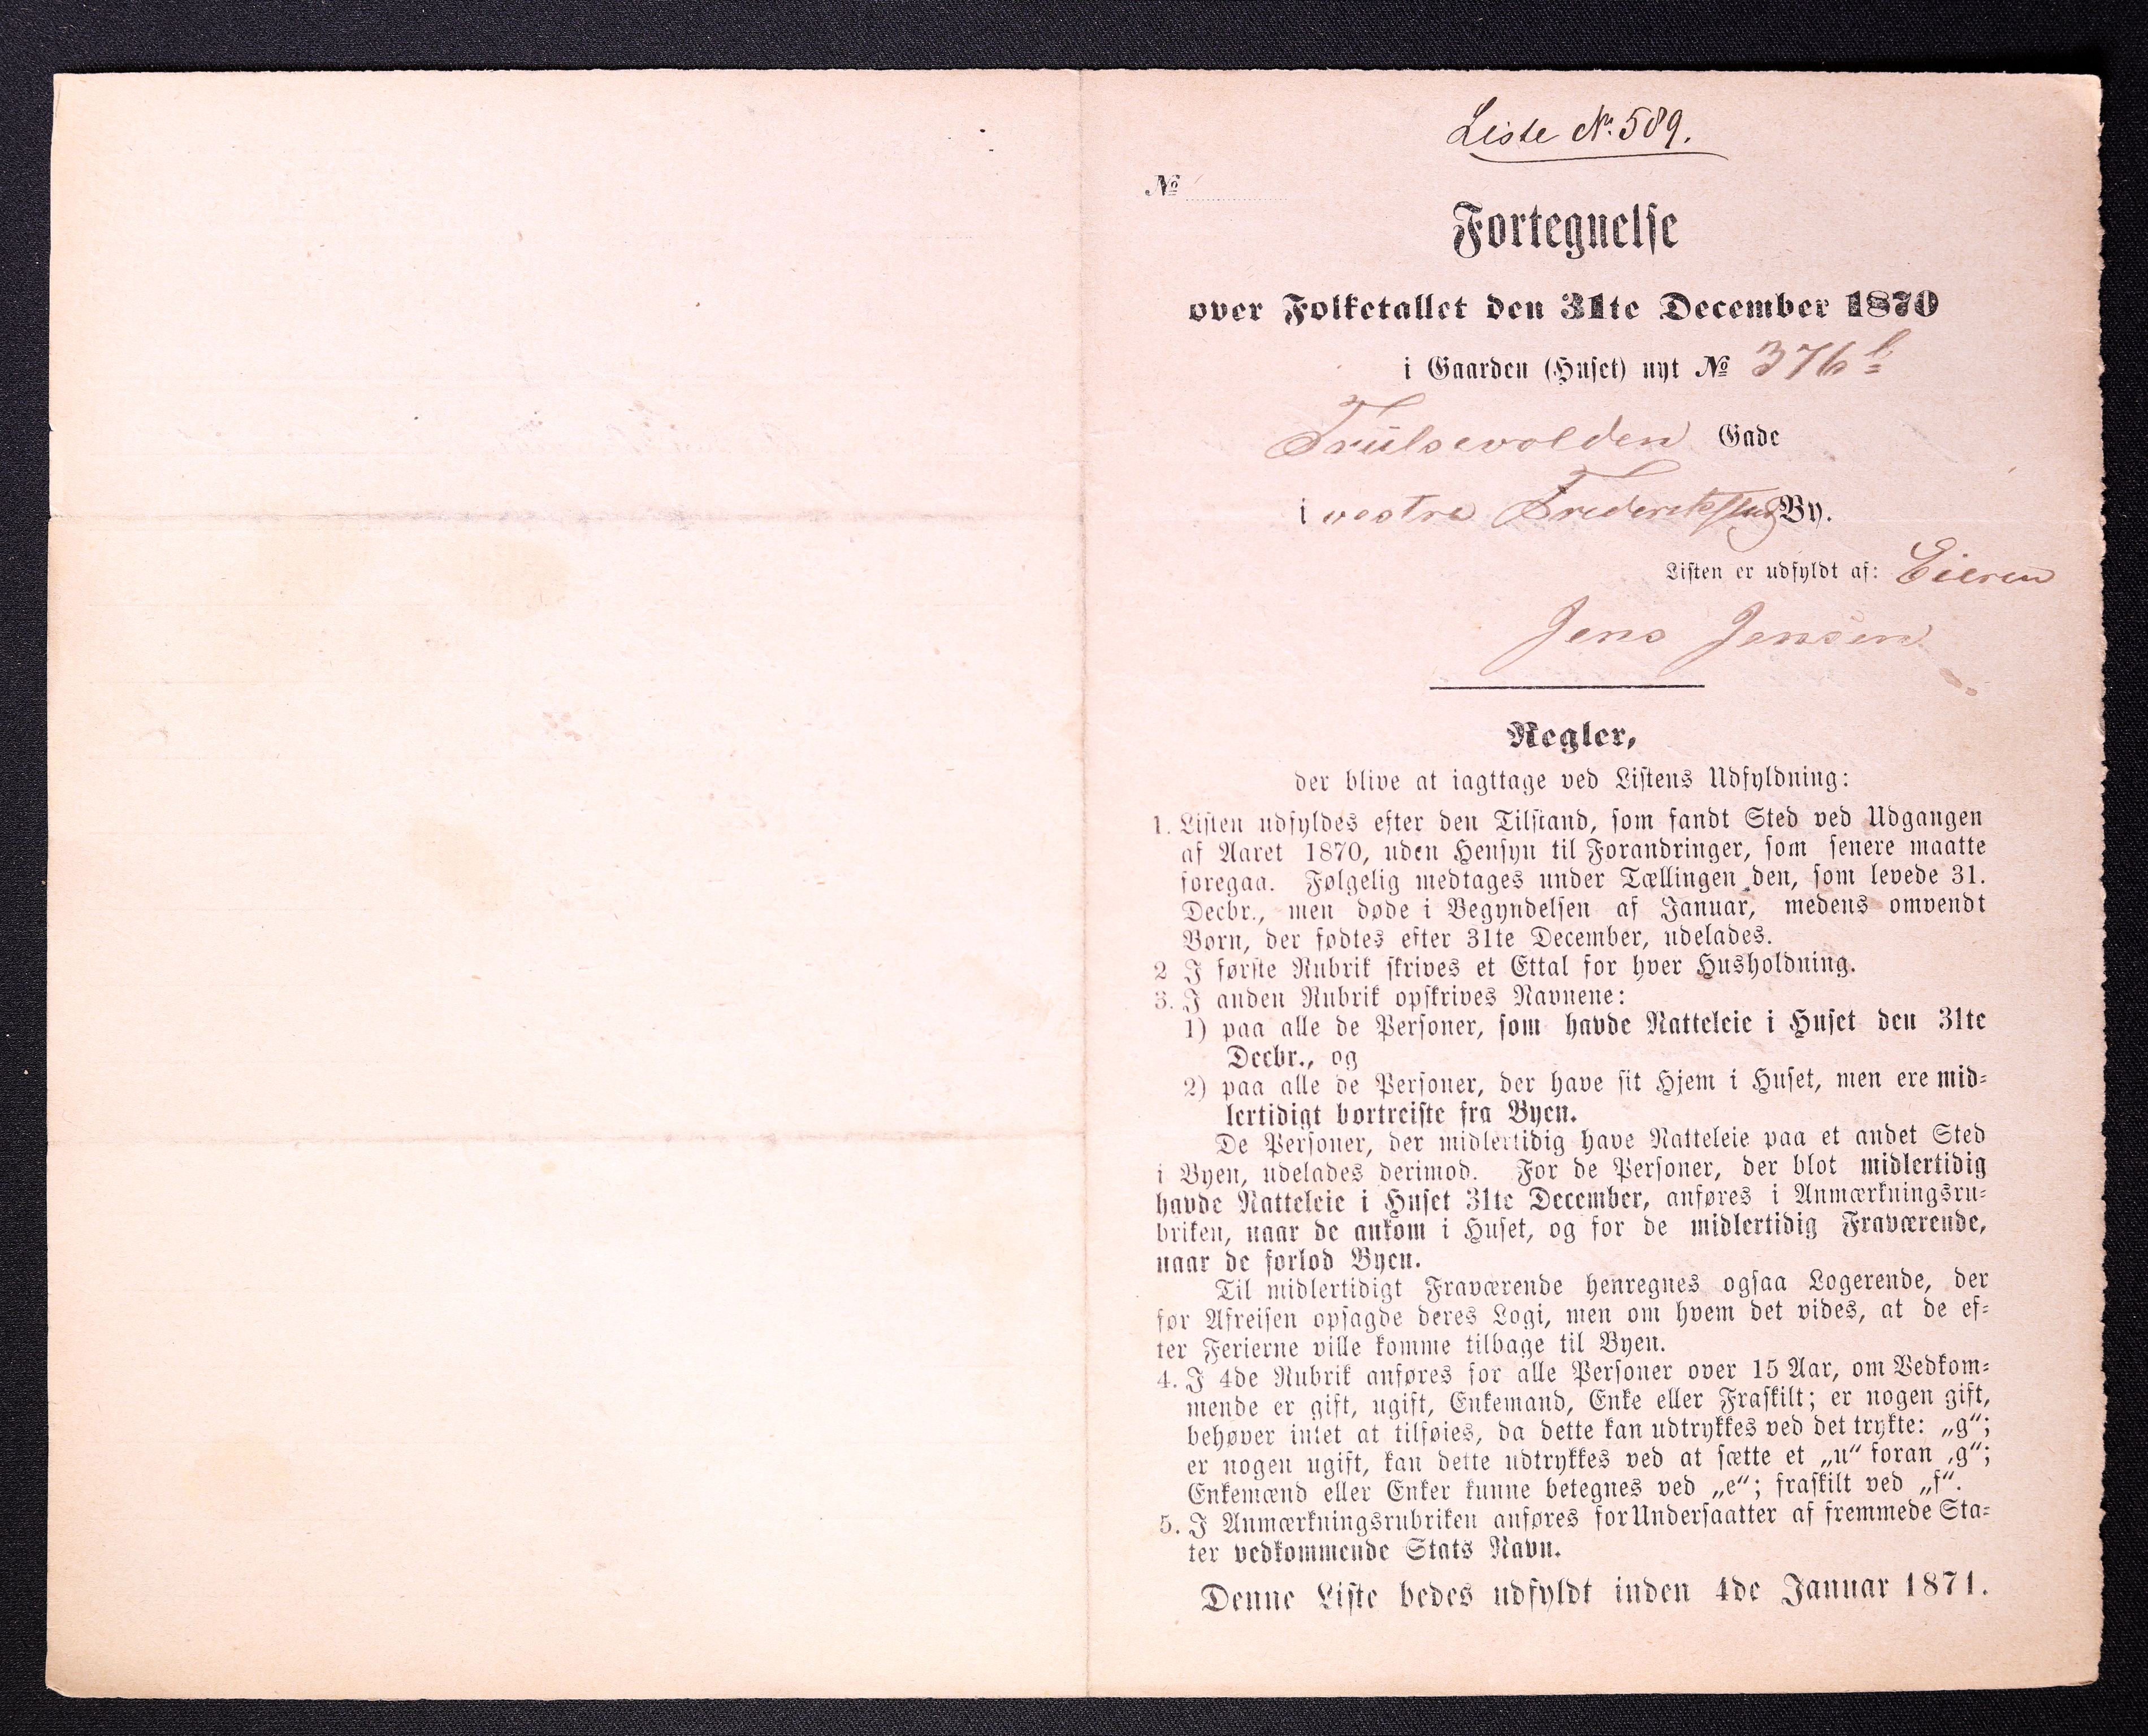 Liste No. 509.
No
Fortegnelse
over Folketallet den 31te December 1870
i Gaarden (Huset) nyt No 376 b
Trulsevolden Gade
i vestre Frederikstad By.
Listen er udfyldt af: Eieren
Jens Jensen
Regler,
der blive at iagttage ved Listens Udfyldning:
1. Listen udfyldes efter den Tilstand, som fandt Sted ved Udgangen
af Aaret 1870, uden Hensyn til Forandringer, som senere maatte
foregaa. Følgelig medtages under Tællingen den, som levede 31.
Decbr., men døde i Begyndelsen af Januar, medens omvendt
Børn, der fødtes efter 31te December, udelades.
2 I første Rubrik skrives et Ettal for hver Husholdning.
3. I anden Rubrik opskrives Navnene:
1) paa alle de Personer, som havde Natteleie i Huset den 31te
Decbr., og
2) paa alle de Personer, der have sit Hjem i Huset, men ere mid-
lertidigt bortreiste fra Byen.
De Personer, der midlertidig have Natteleie paa et andet Sted
i Byen, udelades derimod. For de Personer, der blot midlertidig
havde Natteleie i Huset 31te December, anføres i Anmærkningsru-
briken, naar de ankom i Huset, og for de midlertidig Fraværende,
naar de forlod Byen.
Til midlertidigt Fraværende henregnes ogsaa Logerende, der
før Afreisen opsagde deres Logi, men om hvem det vides, at de ef-
ter Ferierne ville komme tilbage til Byen.
4. I 4de Rubrik anføres for alle Personer over 15 Aar, om Vedkom-
mende er gift, ugift, Enkemand, Enke eller Fraskilt; er nogen gift,
behøver intet at tilføies, da dette kan udtrykkes ved det trykte: „g“;
er nogen ugift, kan dette udtrykkes ved at sætte et „u“ foran ‚g“;
Enkemænd eller Enker kunne betegnes ved „e“; fraskilt ved „f“.
5. I Anmærkningsrubriken anføres for Undersaatter af fremmede Sta-
ter vedkommende Stats Navn.
Denne Liste bedes udfyldt inden 4de Januar 1871.